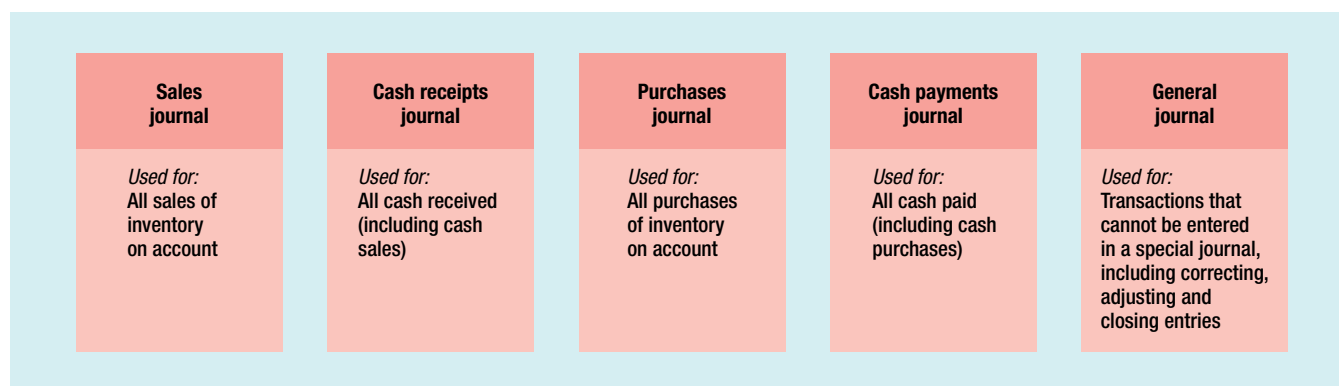 Sales
journal
Used for:
All sales of
inventory
on account
Cash receipts
journal
Used for:
All cash received
(including cash
sales)
Purchases
journal
Used for:
All purchases
of inventory
on account
Cash payments
journal
Used for:
All cash paid
(including cash
purchases)
General
journal
Used for:
Transactions that
cannot be entered
in a special journal,
including correcting,
adjusting and
closing entries